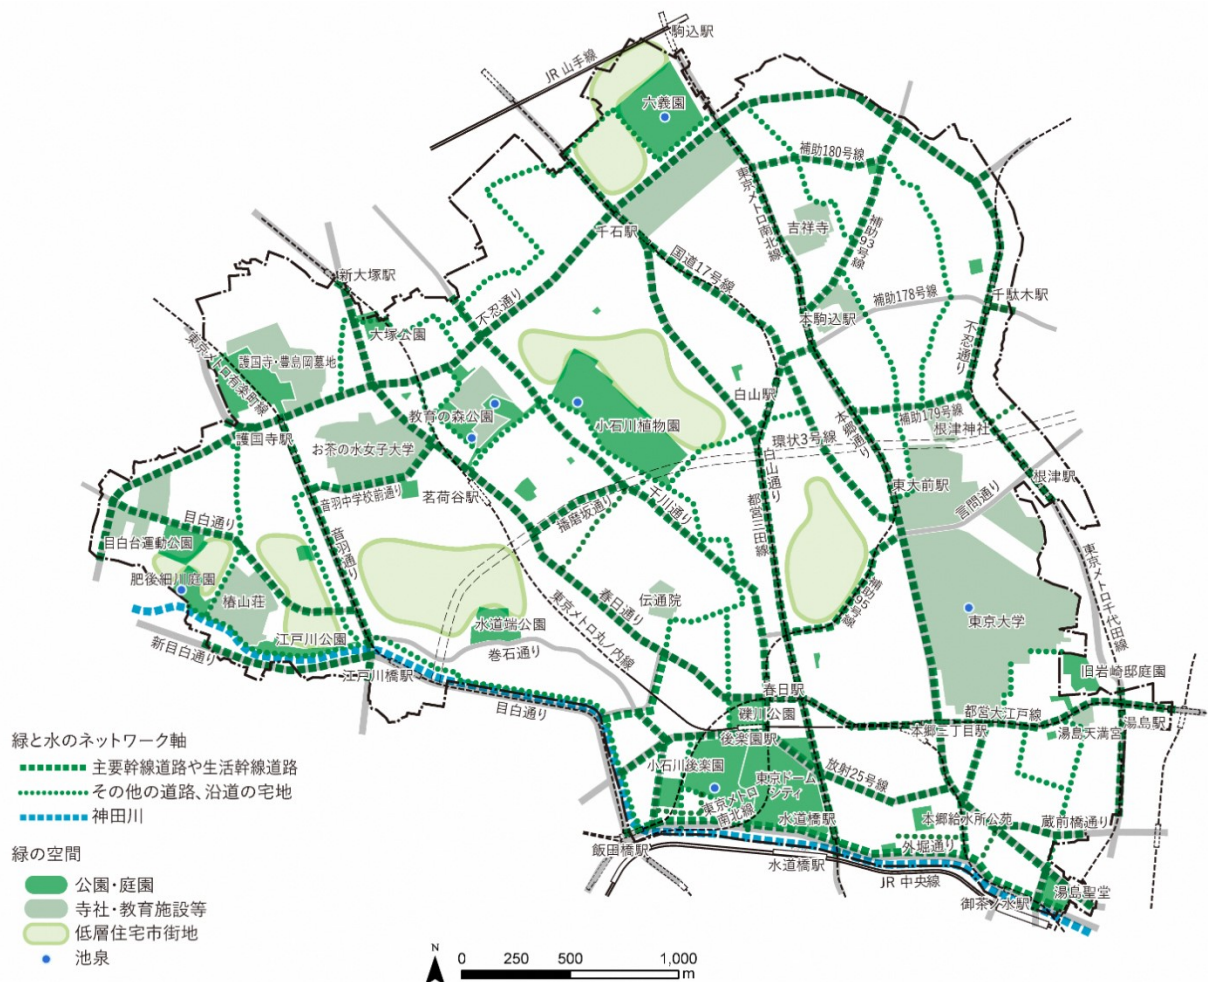 駒込駅
JR 山手線
六義園
補助180号線
東京メトロ南北線
吉祥寺
補助93号線
千石駅
国道17号線
新大塚駅
不忍通り
大塚公園
本駒込駅
補助178号線
千駄木駅
不忍通り
東京メトロ有楽町線
護国寺・豊島岡墓地
教育の森公園
小石川植物園
白山駅
本郷通り
補助179号線
根津神社
護国寺駅
お茶の水女子大学
環状3号線
白山通り
東大前駅
根津駅
音羽中学校前通り
茗荷谷駅
播磨坂通り
千川通り
都営三田線
言問通り
目白通り
音羽通り
目白台運動公園
肥後細川庭園
椿山荘
伝通院
補助95号線
東京大学
東京メトロ千代田線
春日通り
東京メトロ丸ノ内線
水道端公園
巻石通り
江戸川公園
新目白通り
江戸川橋駅
目白通り
旧岩崎邸庭園
春日駅
礫川公園
都営大江戸線
本郷三丁目駅
湯島天満宮
湯島駅
後楽園駅
小石川後楽園
東京ドーム
シティ
放射25号線
東京メトロ
南北線
水道橋駅
本郷給水所公苑
蔵前橋通り
飯田橋駅
水道橋駅
外堀通り
JR 中央線
御茶ノ水駅
湯島聖堂
緑と水のネットワーク軸
主要幹線道路や生活幹線道路
その他の道路、沿道の宅地
神田川
緑の空間
公園・庭園
寺社・教育施設等
低層住宅市街地
池泉
N
0 250 500 1,000
m